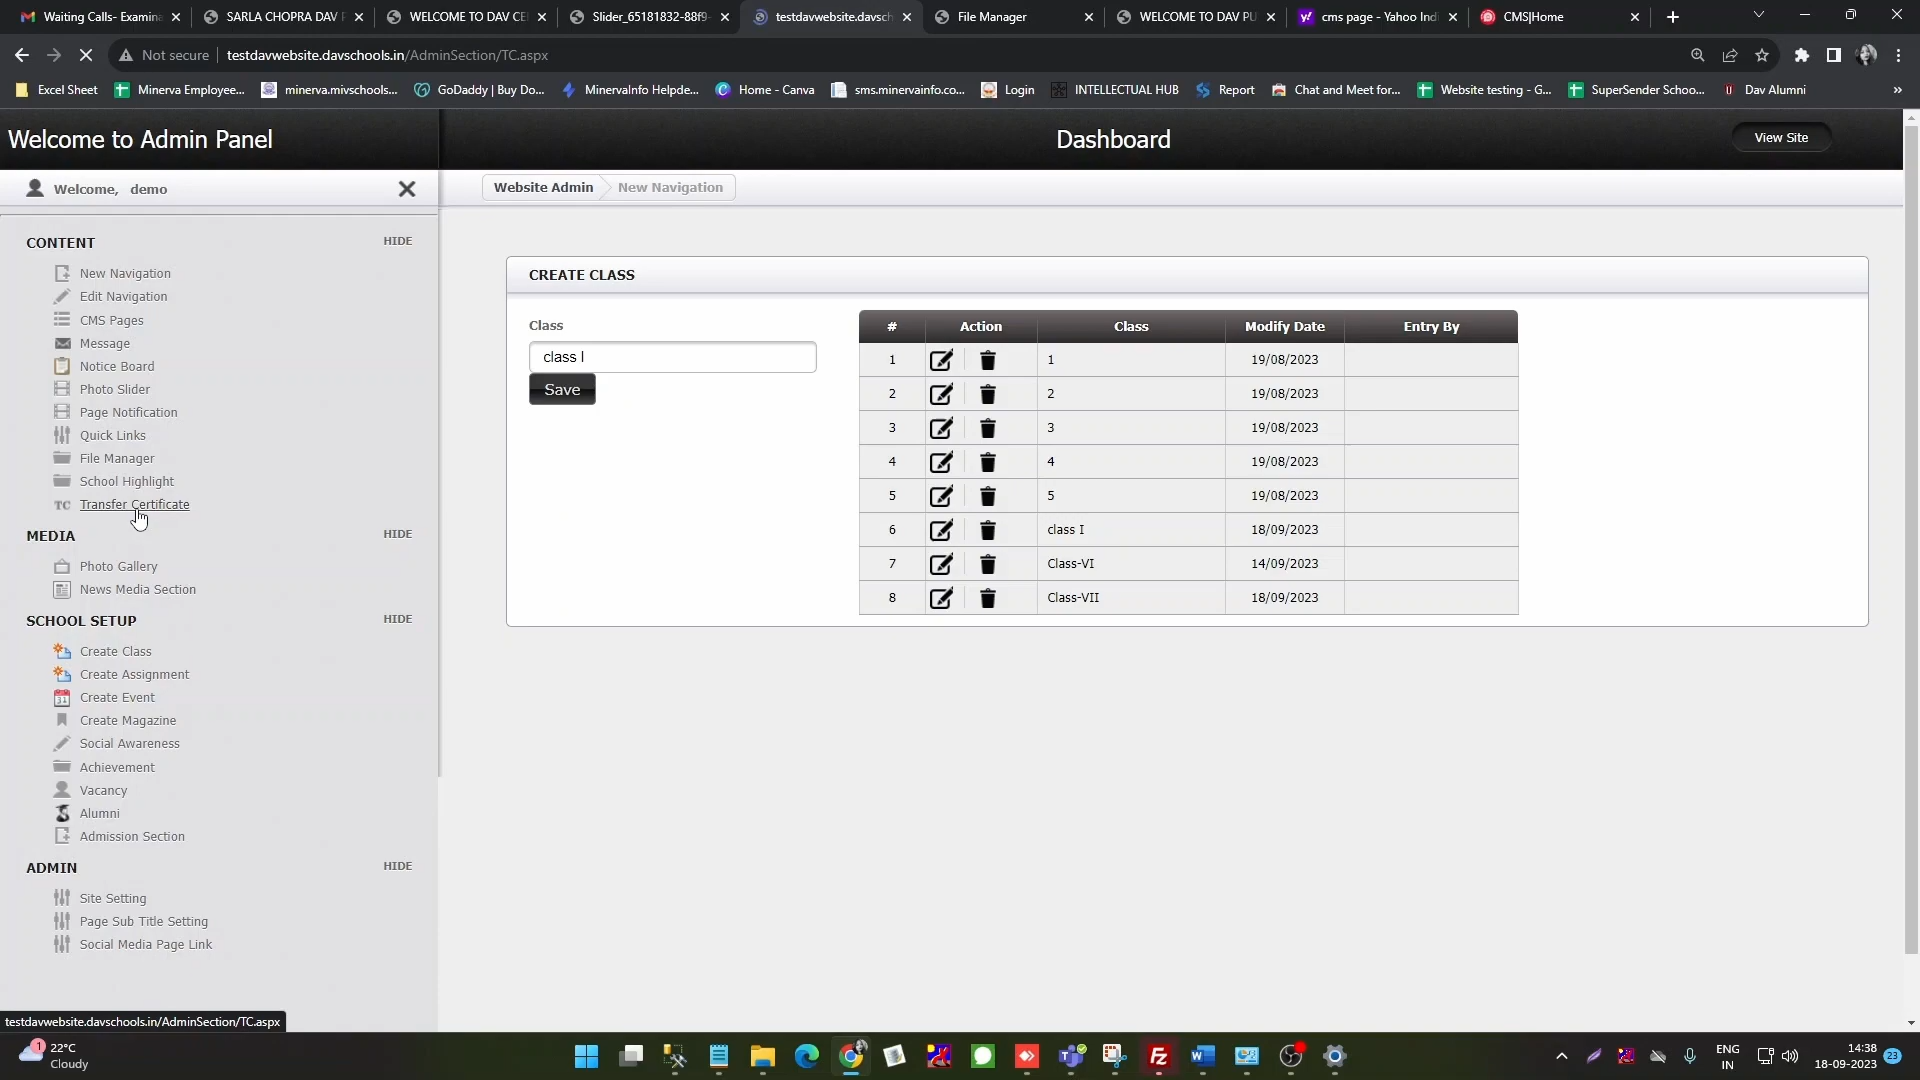 Waiting Calls- Examina
SARLA CHOPRA DAV P
WELCOME TO DAV CE
Slider_65181832-88f9-
testdavwebsite.davsch
File Manager
WELCOME TO DAV PU
cms page - Yahoo Indi
CMS|Home
Not secure
testdavwebsite.davschools.in/AdminSection/TC.aspx
Excel Sheet
Minerva Employee...
minerva.mivschools...
GoDaddy | Buy Do...
MinervaInfo Helpde...
Home - Canva
sms.minervainfo.co...
Login
INTELLECTUAL HUB
Report
Chat and Meet for...
Website testing - G...
SuperSender Schoo...
Dav Alumni
»
Welcome to Admin Panel
Dashboard
View Site
Welcome, demo
Website Admin
New Navigation
CONTENT
HIDE
New Navigation
Edit Navigation
CMS Pages
Message
Notice Board
Photo Slider
Page Notification
Quick Links
File Manager
School Highlight
TC Transfer Certificate
MEDIA
HIDE
Photo Gallery
News Media Section
SCHOOL SETUP
HIDE
Create Class
Create Assignment
31 Create Event
Create Magazine
Social Awareness
Achievement
Vacancy
Alumni
Admission Section
ADMIN
HIDE
Site Setting
Page Sub Title Setting
Social Media Page Link
CREATE CLASS
Class
class I
Save
# Action Class Modify Date Entry By
1 1 19/08/2023
2 2 19/08/2023
3 3 19/08/2023
4 4 19/08/2023
5 5 19/08/2023
6 class I 18/09/2023
7 Class-VI 14/09/2023
8 Class-VII 18/09/2023
testdavwebsite.davschools.in/AdminSection/TC.aspx
1
22°C
Cloudy
ENG
IN
14:38
18-09-2023
23